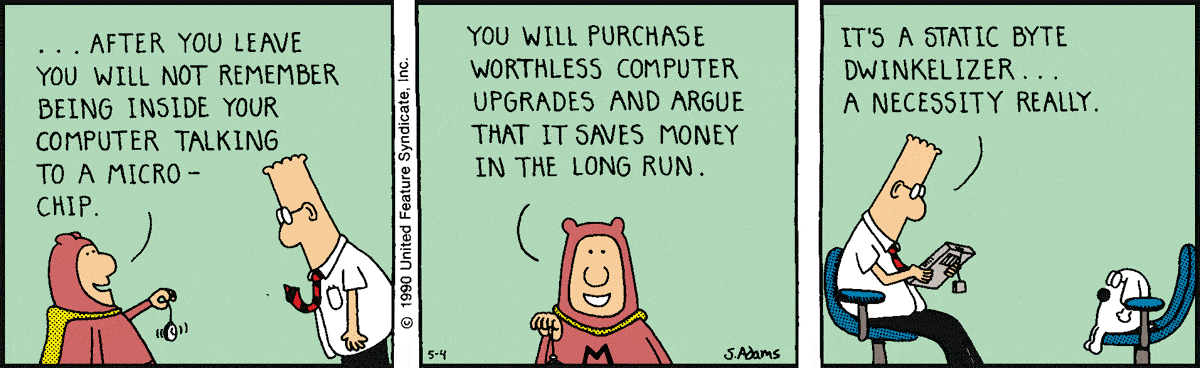 ...AFTER YOU LEAVE
YOU WILL NOT REMEMBER
BEING INSIDE YOUR
COMPUTER TALKING
TO A MICRO-
CHIP.
© 1990 United Feature Syndicate, Inc.
YOU WILL PURCHASE
WORTHLESS COMPUTER
UPGRADES AND ARGUE
THAT IT SAVES MONEY
IN THE LONG RUN.
M
5-4
S.Adams
IT'S A STATIC BYTE
DWINKELIZER...
A NECESSITY REALLY.